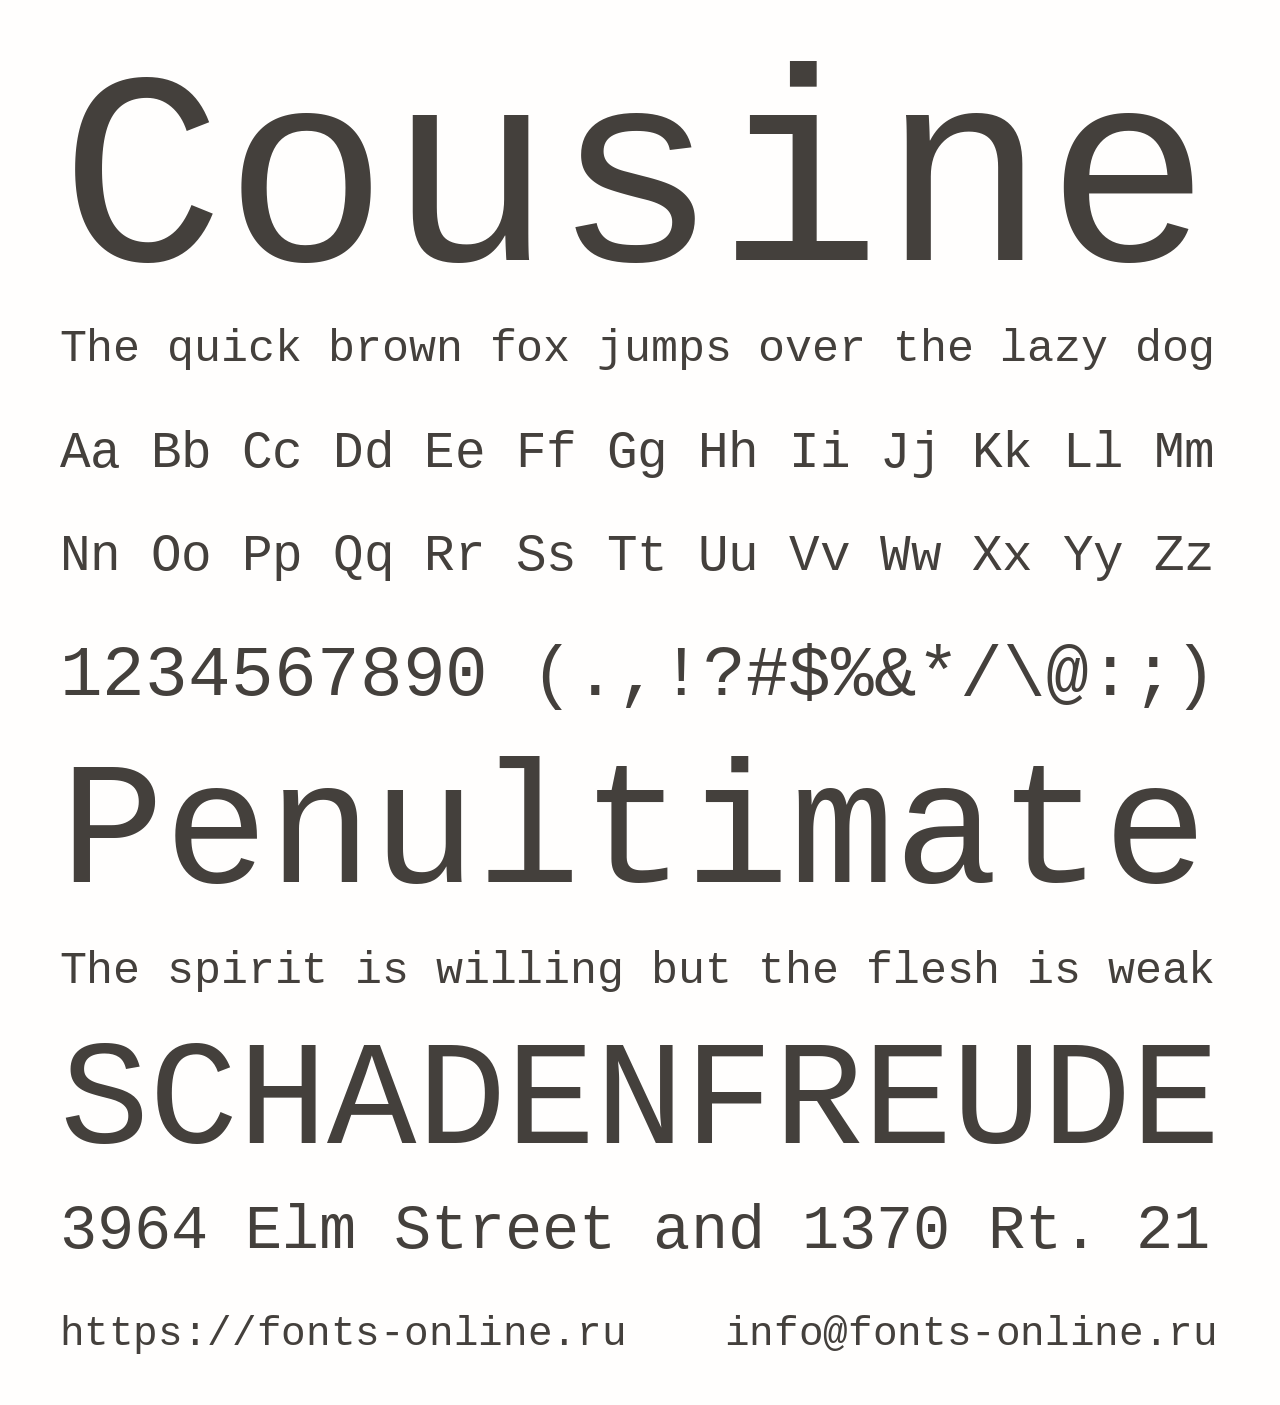 Cousine
The quick brown fox jumps over the lazy dog
Aa Bb Cc Dd Ee Ff Gg Hh Ii Jj Kk Ll Mm
Nn Oo Pp Qq Rr Ss Tt Uu Vv Ww Xx Yy Zz
1234567890 (.,!?#$%&*/\@:;)
Penultimate
The spirit is willing but the flesh is weak
SCHADENFREUDE
3964 Elm Street and 1370 Rt. 21
https://fonts-online.ru    info@fonts-online.ru